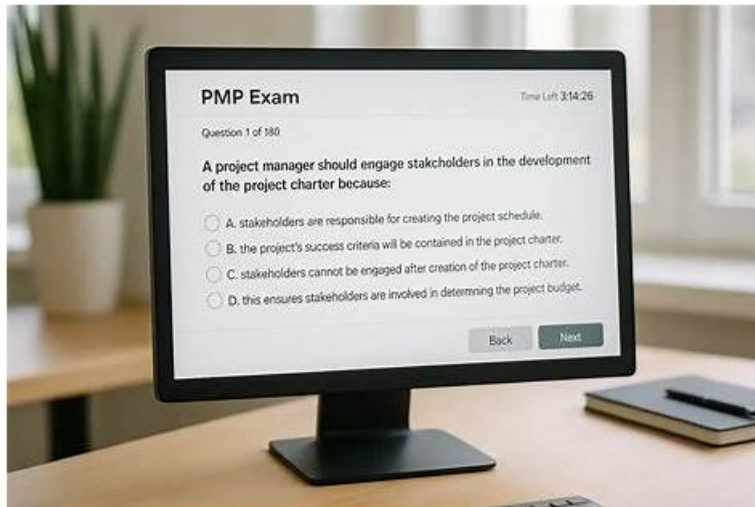 PMP Exam
Time Left 3:14:26
Question 1 of 180
A project manager should engage stakcholders in the development
of the project charter because:
A. stakeholders are responsible for creating the project schedule.
B. the project's success criteria will be contained in the project charter.
C. stakeholders cannot be engaged after creation of the project charter.
D. this ensures stakeholders are involved in determning the project budget.
Back
Next